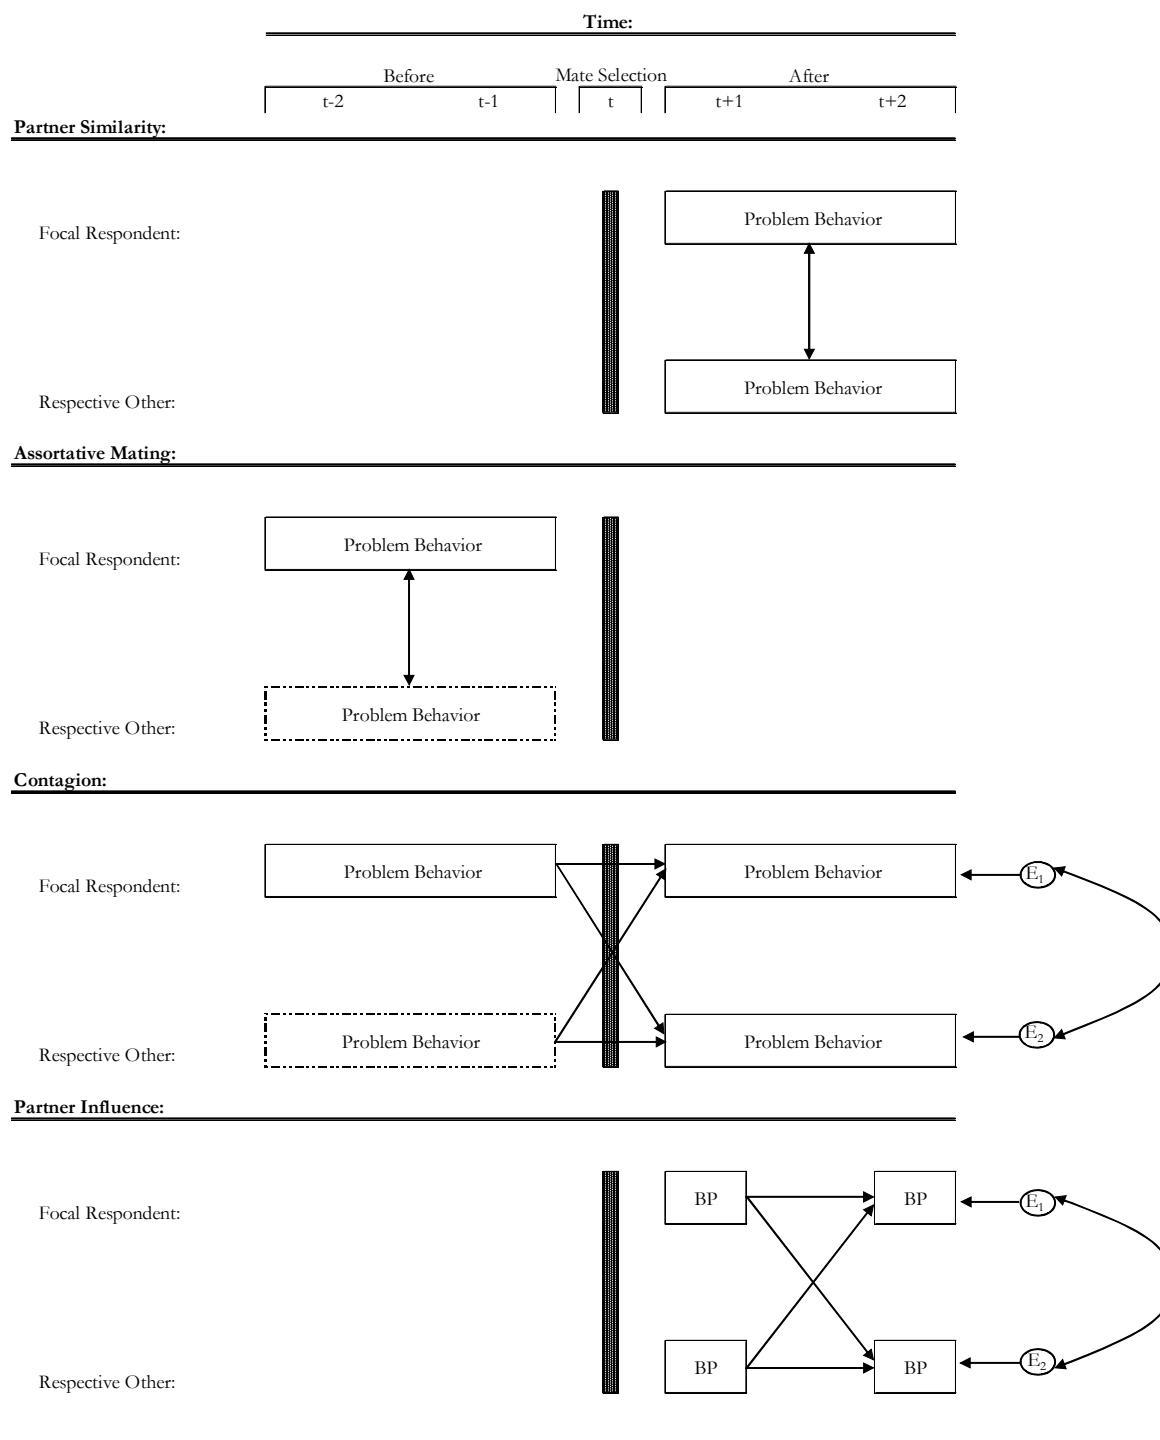 Time:
Before Mate Selection After
t-2 t-1 t t+1 t+2
Partner Similarity:
Problem Behavior
Focal Respondent:
Problem Behavior
Respective Other:
Assortative Mating:
Problem Behavior
Focal Respondent:
Problem Behavior
Respective Other:
Contagion:
Problem Behavior Problem Behavior E1
Focal Respondent:
Problem Behavior Problem Behavior E2
Respective Other:
Partner Influence:
BP BP E1
Focal Respondent:
BP BP E2
Respective Other: